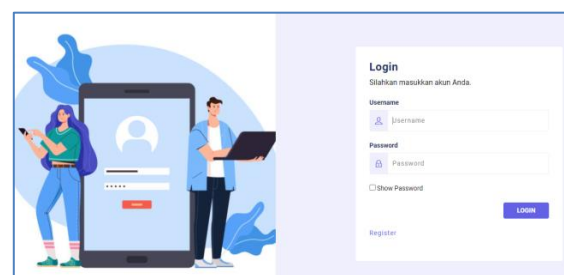 Login
Silahkan masukkan akun Anda.
Username
Username
Password
Password
Show Password
LOGIN
Register